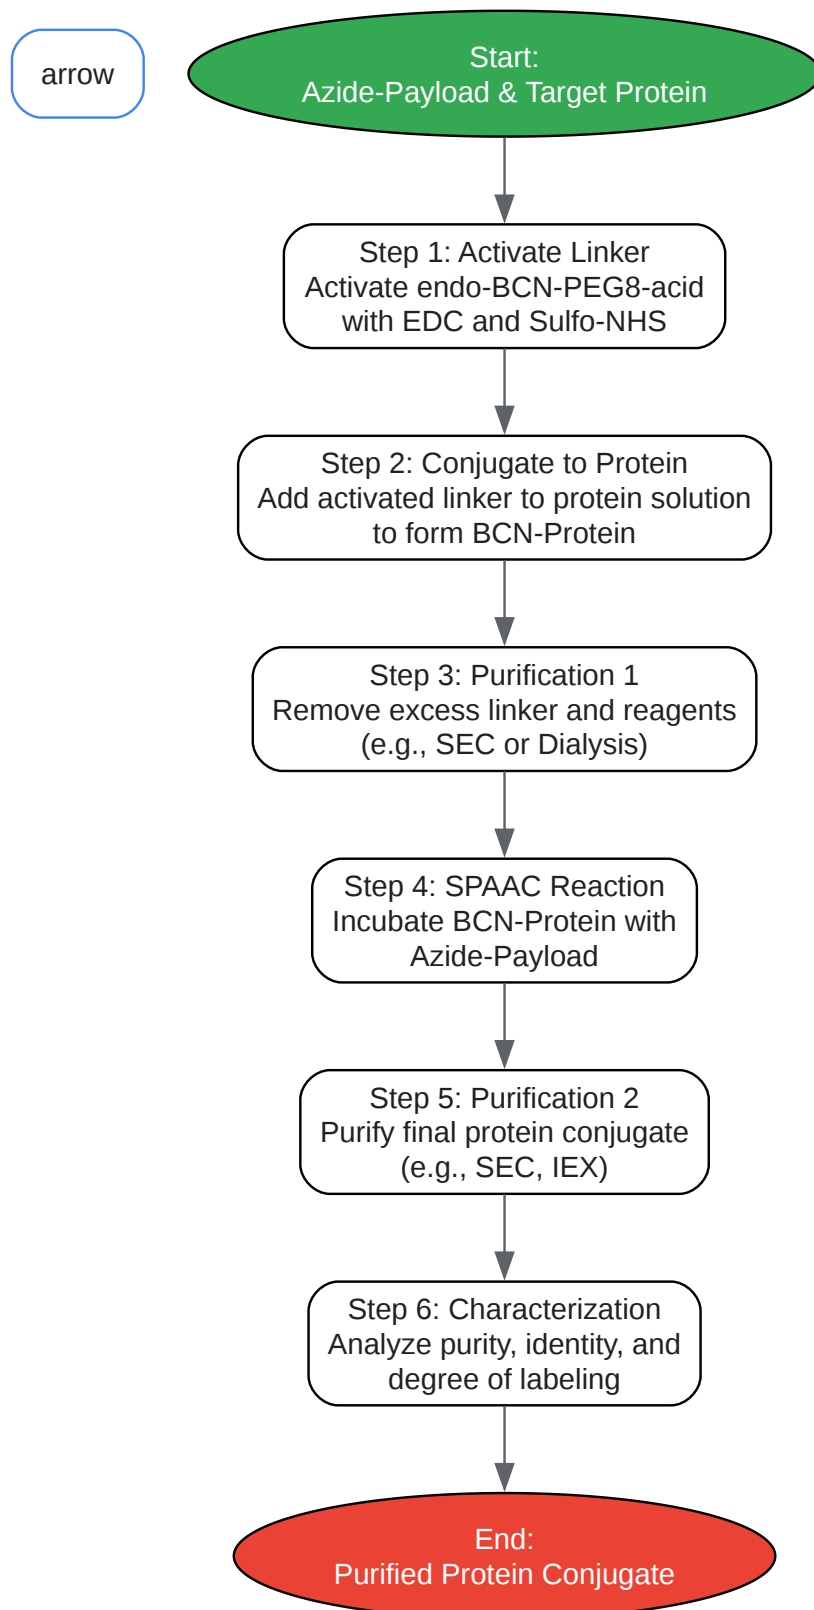 arrow
Start:
Azide-Payload & Target Protein
Step 1: Activate Linker
Activate endo-BCN-PEG8-acid
with EDC and Sulfo-NHS
Step 2: Conjugate to Protein
Add activated linker to protein solution
to form BCN-Protein
Step 3: Purification 1
Remove excess linker and reagents
(e.g., SEC or Dialysis)
Step 4: SPAAC Reaction
Incubate BCN-Protein with
Azide-Payload
Step 5: Purification 2
Purify final protein conjugate
(e.g., SEC, IEX)
Step 6: Characterization
Analyze purity, identity, and
degree of labeling
End:
Purified Protein Conjugate